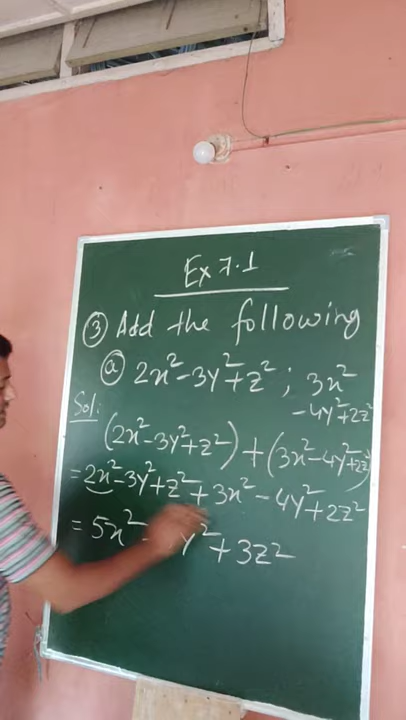 Ex 7.1
③ Add the following
ⓐ 2x²-3y²+z² ; 3x²
-4y²+2z²
Sol:
(2x²-3y²+z²)+(3x²-4y²+2z²)
=2x²-3y²+z²+3x²-4y²+2z²
=5x² - y²+3z²